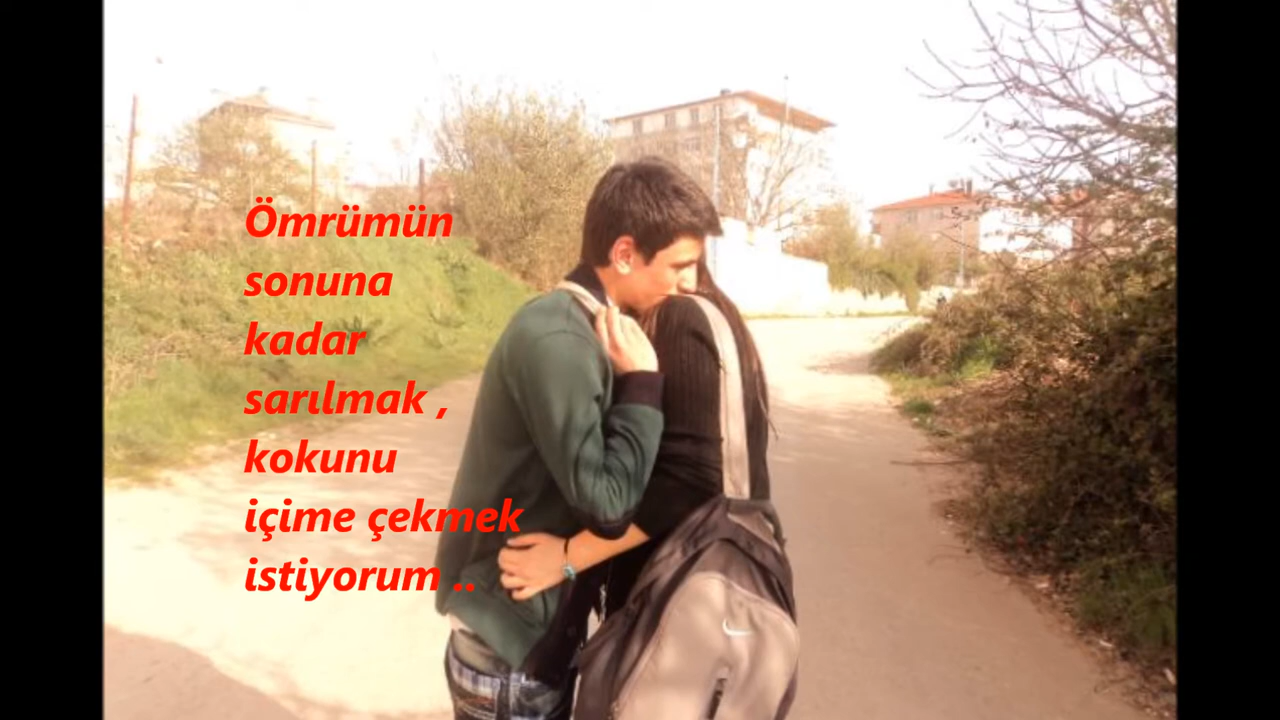 Ömrümün
sonuna
kadar
sarılmak ,
kokunu
içime çekmek
istiyorum ..